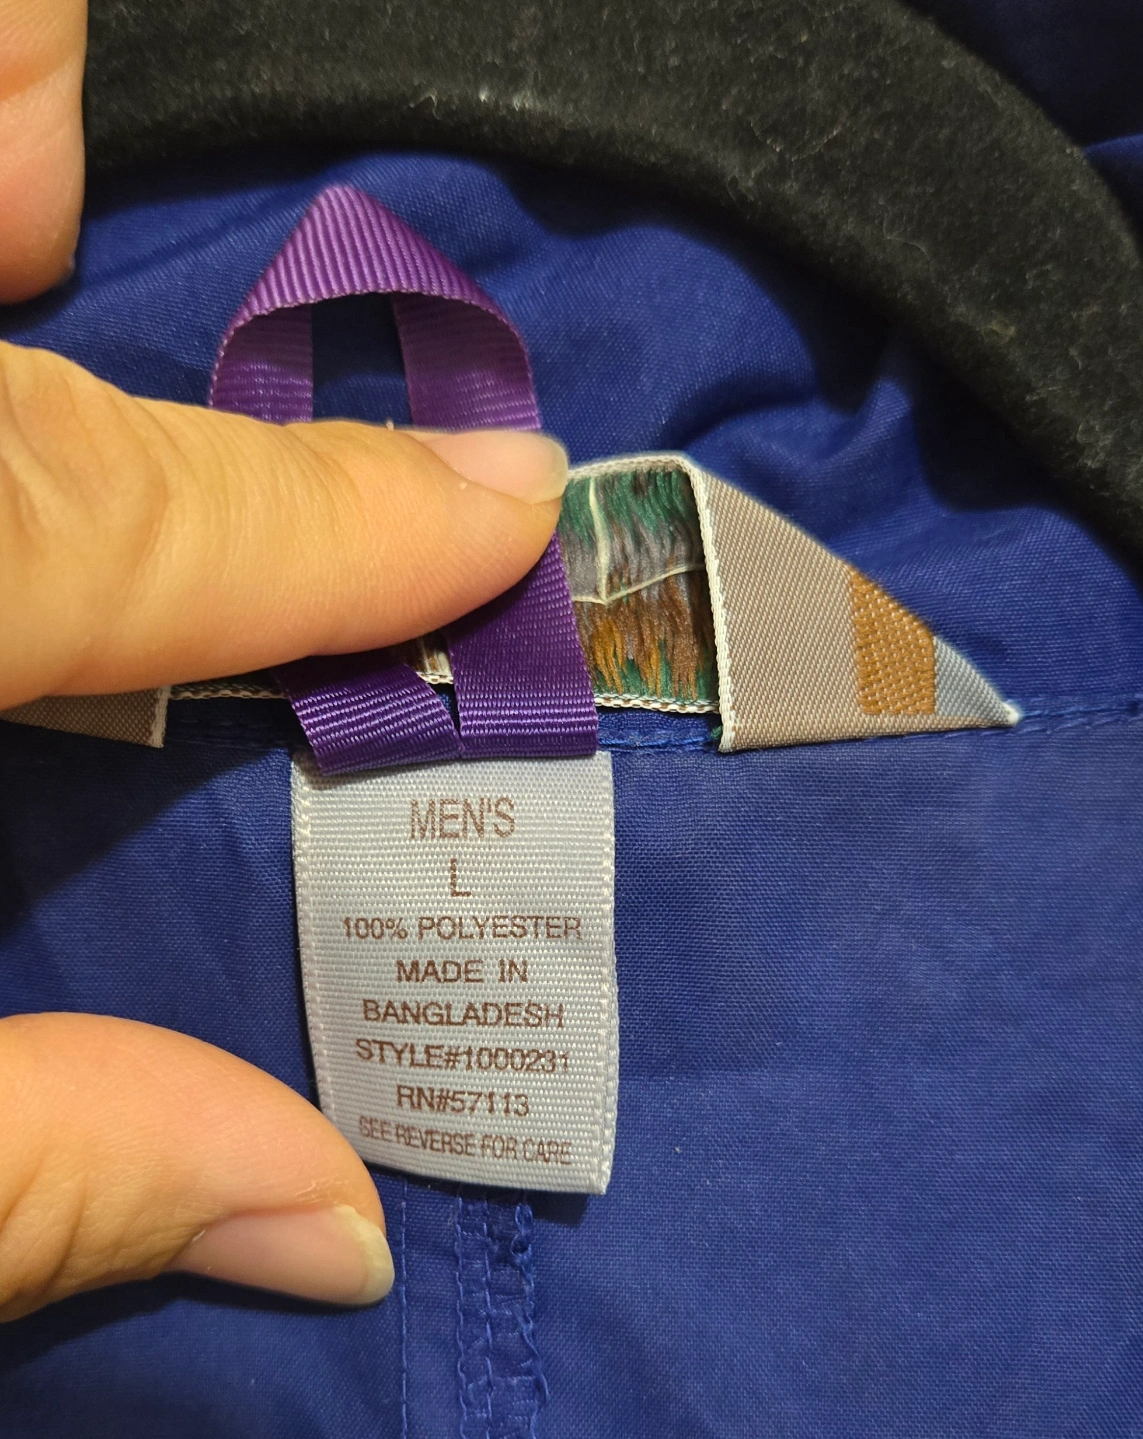 MEN'S
L
100% POLYESTER
MADE IN
BANGLADESH
STYLE#1000231
RN#57113
SEE REVERSE FOR CARE